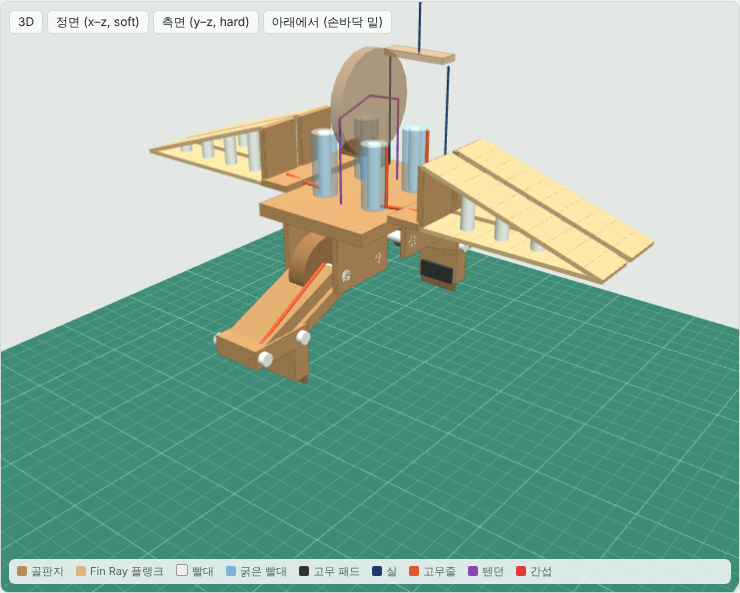 3D
정면 (x–z, soft)
측면 (y–z, hard)
아래에서 (손바닥 밑)
상
골판지
Fin Ray 플랭크
빨대
굵은 빨대
고무 패드
실
고무줄
텐던
간섭